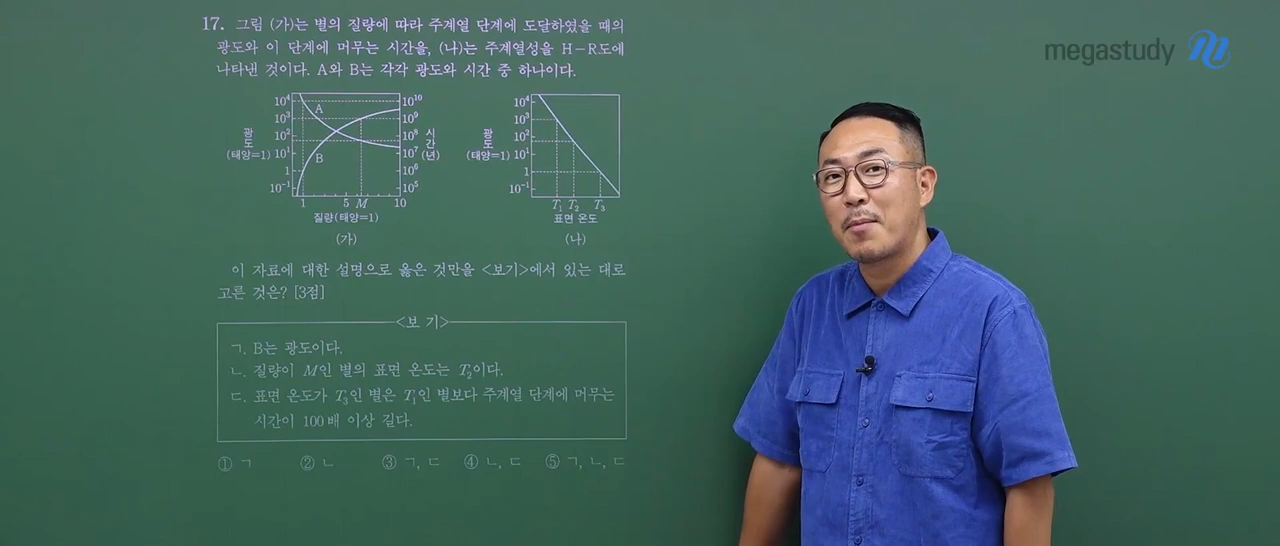 megastudy
17. 그림 (가)는 별의 질량에 따라 주계열 단계에 도달하였을 때의
광도와 이 단계에 머무는 시간을, (나)는 주계열성을 H-R도에
나타낸 것이다. A와 B는 각각 광도와 시간 중 하나이다.
광도
(태양=1)
10⁴
10³
10²
10¹
1
10⁻¹
A
B
10¹⁰
10⁹
10⁸
10⁷
10⁶
10⁵
시간
(년)
1 5 M 10
질량(태양=1)
(가)
광도
(태양=1)
10⁴
10³
10²
10¹
1
10⁻¹
T₁ T₂ T₃
표면 온도
(나)
이 자료에 대한 설명으로 옳은 것만을 <보기>에서 있는 대로
고른 것은? [3점]
<보 기>
ㄱ. B는 광도이다.
ㄴ. 질량이 M인 별의 표면 온도는 T₂이다.
ㄷ. 표면 온도가 T₃인 별은 T₁인 별보다 주계열 단계에 머무는
시간이 100배 이상 길다.
① ㄱ ② ㄴ ③ ㄱ, ㄷ ④ ㄴ, ㄷ ⑤ ㄱ, ㄴ, ㄷ